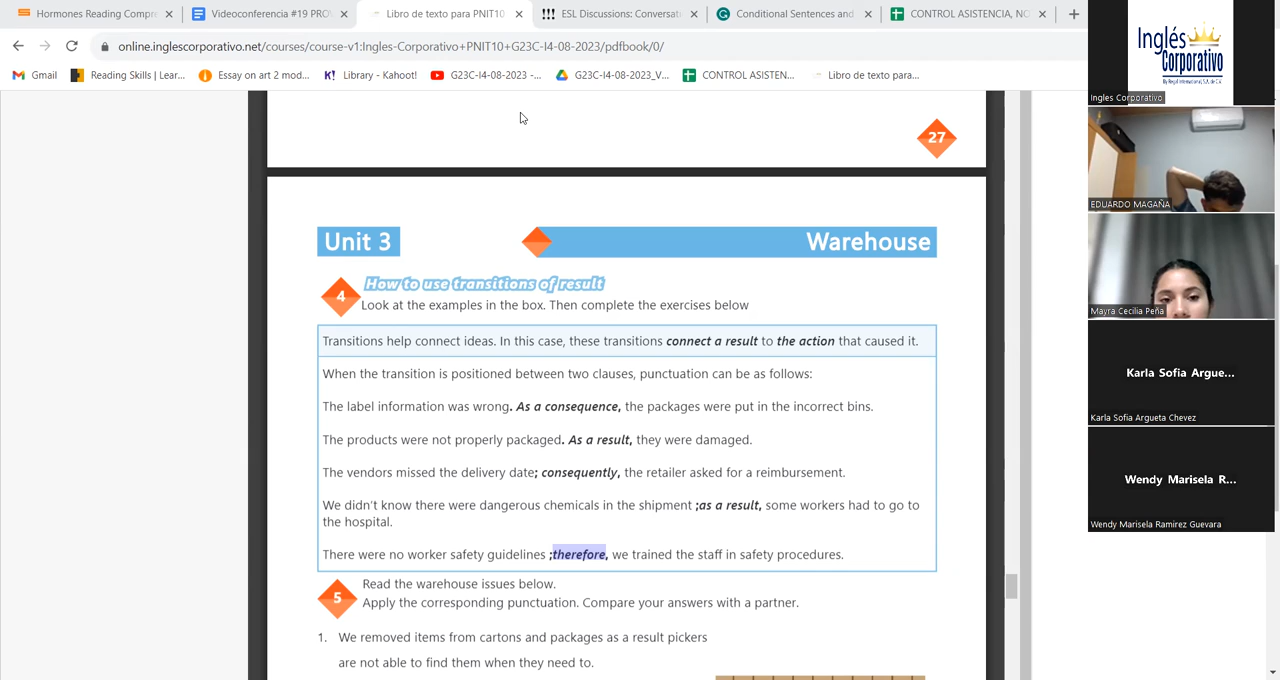 Hormones Reading Compre
Videoconferencia #19 PRO
Libro de texto para PNIT10
ESL Discussions: Conversat
Conditional Sentences and
CONTROL ASISTENCIA, NO
online.inglescorporativo.net/courses/course-v1:Ingles-Corporativo+PNIT10+G23C-I4-08-2023/pdfbook/0/
Gmail
Reading Skills | Lear...
Essay on art 2 mod...
Library - Kahoot!
G23C-I4-08-2023 -...
G23C-I4-08-2023_V...
CONTROL ASISTEN...
Libro de texto para...
27
Unit 3
Warehouse
4
How to use transitions of result
Look at the examples in the box. Then complete the exercises below
Transitions help connect ideas. In this case, these transitions connect a result to the action that caused it.
When the transition is positioned between two clauses, punctuation can be as follows:
The label information was wrong. As a consequence, the packages were put in the incorrect bins.
The products were not properly packaged. As a result, they were damaged.
The vendors missed the delivery date; consequently, the retailer asked for a reimbursement.
We didn't know there were dangerous chemicals in the shipment ;as a result, some workers had to go to
the hospital.
There were no worker safety guidelines ;therefore, we trained the staff in safety procedures.
5
Read the warehouse issues below.
Apply the corresponding punctuation. Compare your answers with a partner.
1. We removed items from cartons and packages as a result pickers
are not able to find them when they need to.
Inglés
Corporativo
Ingles Corporativo
EDUARDO MAGAÑA
Mayra Cecilia Peña
Karla Sofia Argue...
Karla Sofia Argueta Chevez
Wendy Marisela R...
Wendy Marisela Ramirez Guevara